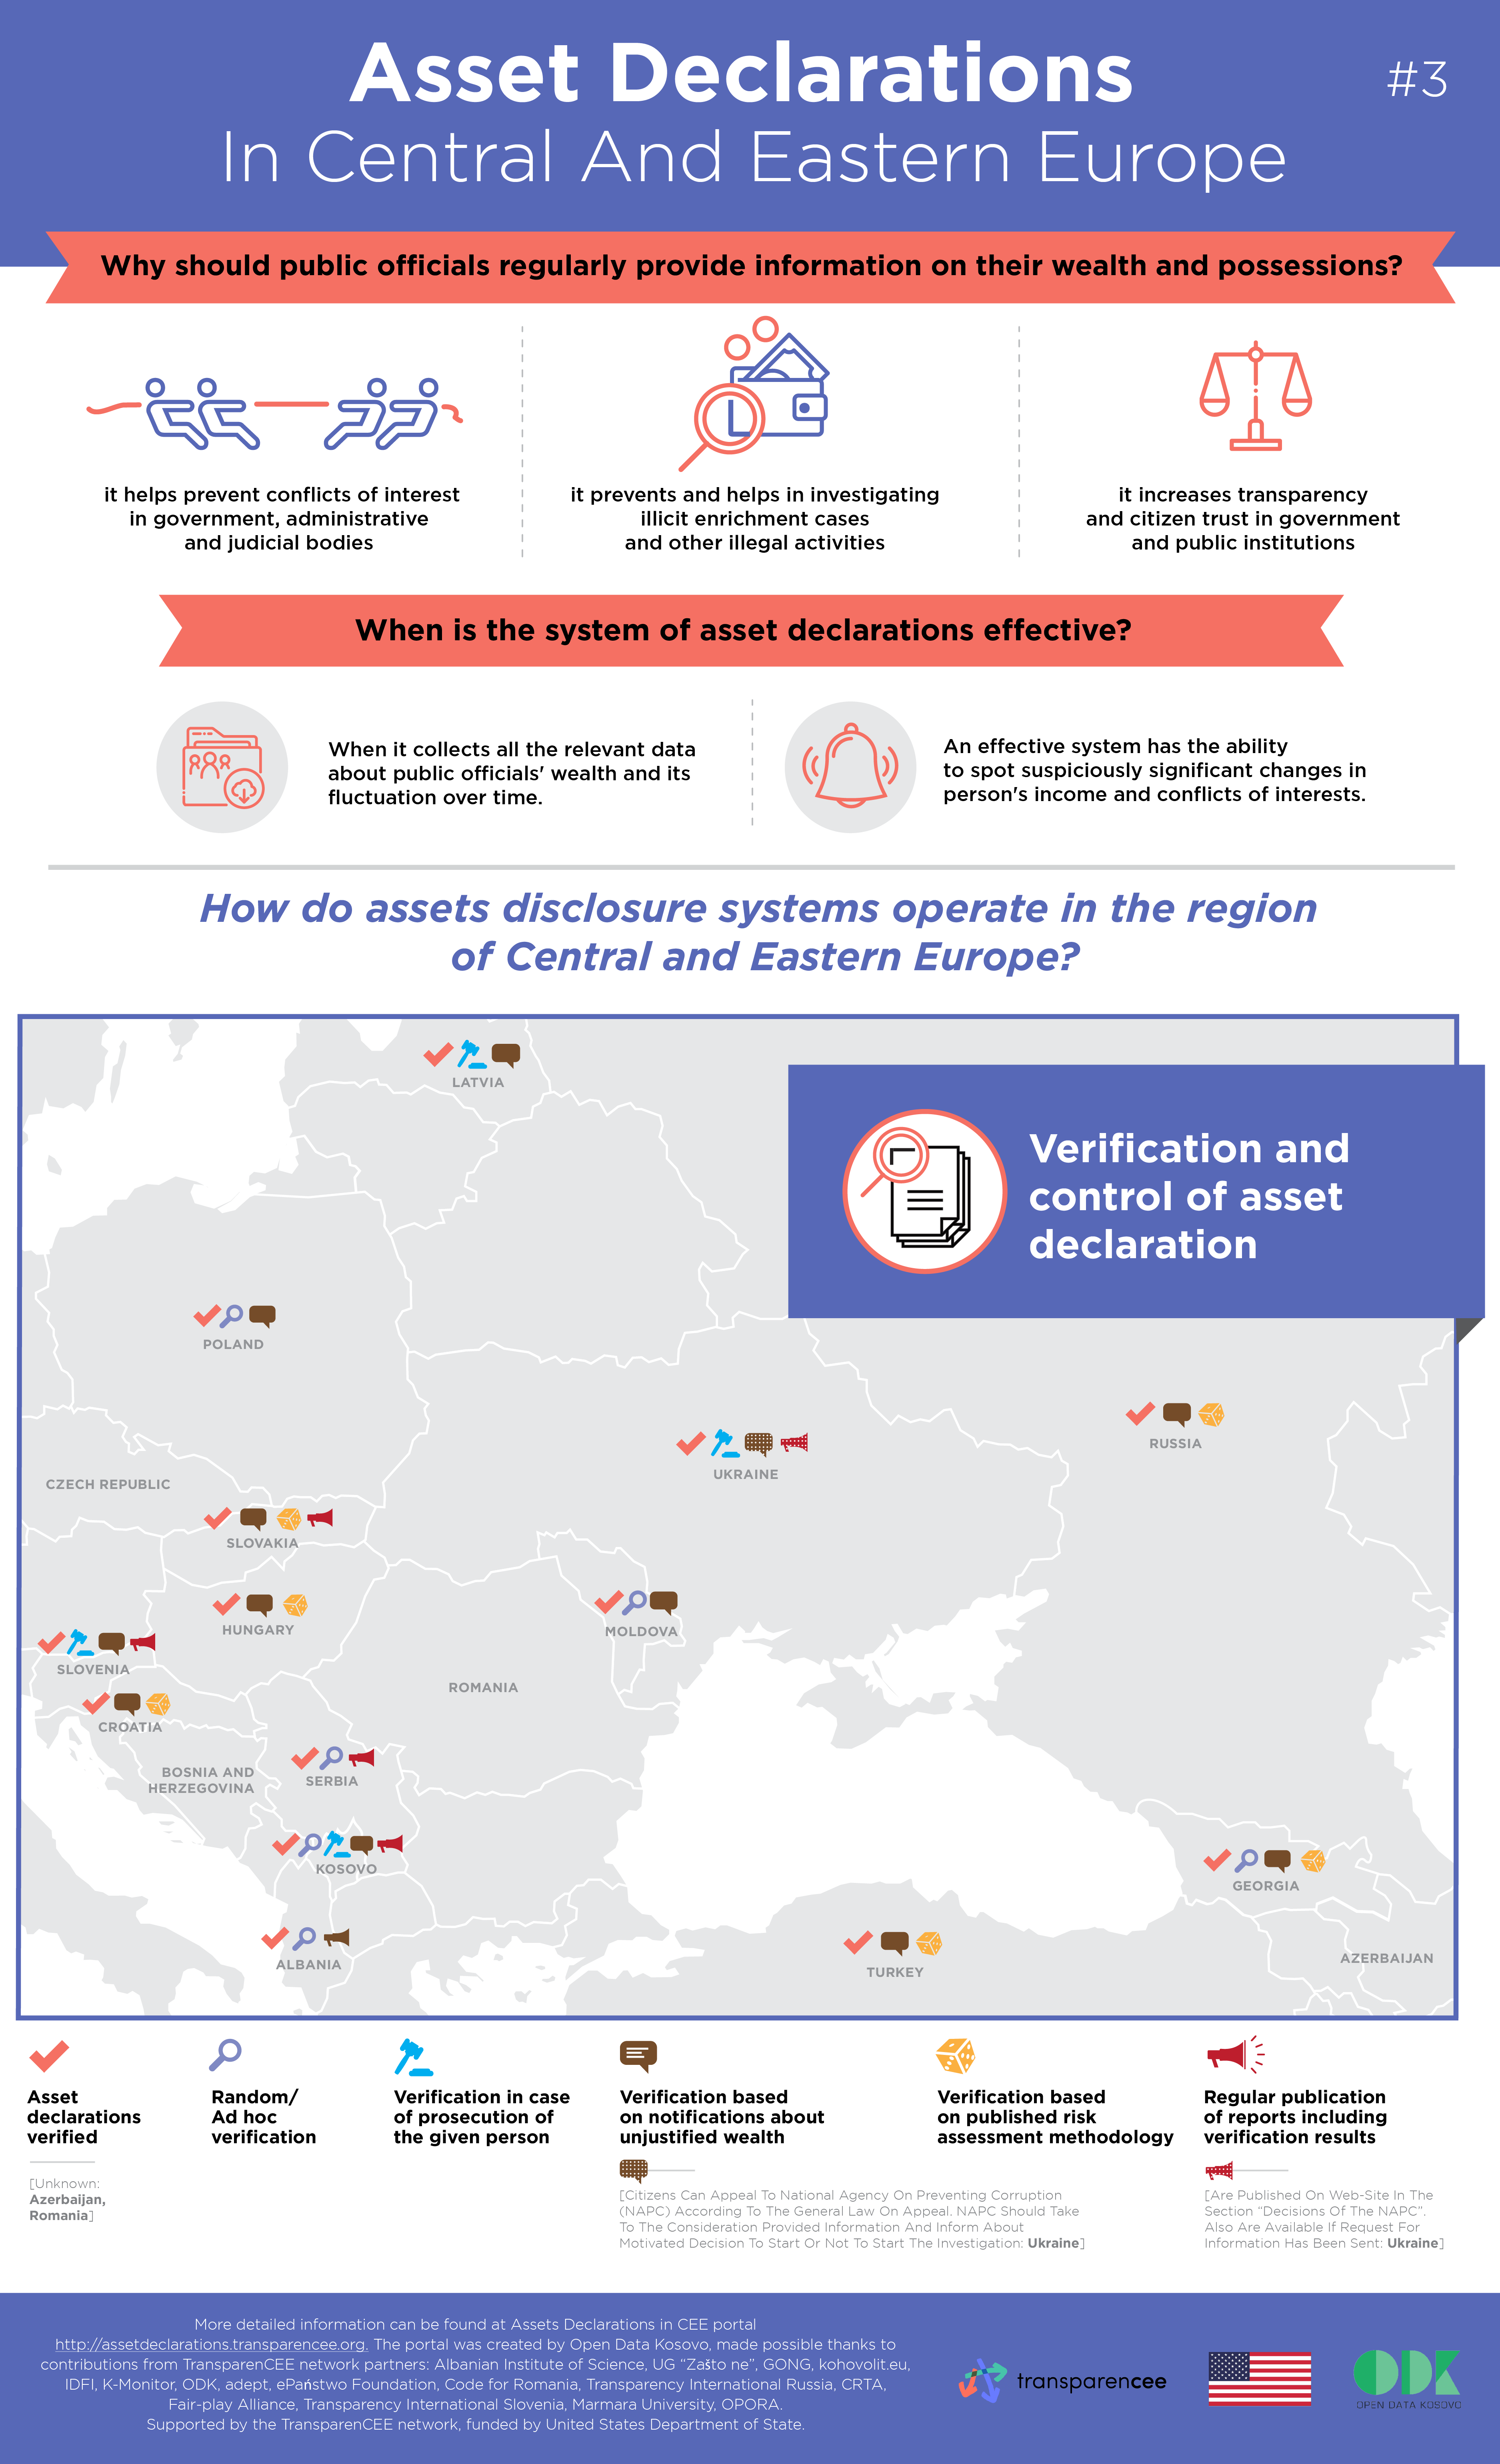 Asset Declarations
#3
In Central And Eastern Europe
Why should public officials regularly provide information on their wealth and possessions?
it helps prevent conflicts of interest
in government, administrative
and judicial bodies
it prevents and helps in investigating
illicit enrichment cases
and other illegal activities
it increases transparency
and citizen trust in government
and public institutions
When is the system of asset declarations effective?
When it collects all the relevant data
about public officials' wealth and its
fluctuation over time.
An effective system has the ability
to spot suspiciously significant changes in
person's income and conflicts of interests.
How do assets disclosure systems operate in the region
of Central and Eastern Europe?
LATVIA
Verification and
control of asset
declaration
POLAND
RUSSIA
UKRAINE
CZECH REPUBLIC
SLOVAKIA
HUNGARY
MOLDOVA
SLOVENIA
ROMANIA
CROATIA
BOSNIA AND
HERZEGOVINA
SERBIA
KOSOVO
GEORGIA
ALBANIA
TURKEY
AZERBAIJAN
Asset
declarations
verified
[Unknown:
Azerbaijan,
Romania]
Random/
Ad hoc
verification
Verification in case
of prosecution of
the given person
Verification based
on notifications about
unjustified wealth
[Citizens Can Appeal To National Agency On Preventing Corruption
(NAPC) According To The General Law On Appeal. NAPC Should Take
To The Consideration Provided Information And Inform About
Motivated Decision To Start Or Not To Start The Investigation: Ukraine]
Verification based
on published risk
assessment methodology
Regular publication
of reports including
verification results
[Are Published On Web-Site In The
Section "Decisions Of The NAPC".
Also Are Available If Request For
Information Has Been Sent: Ukraine]
More detailed information can be found at Assets Declarations in CEE portal
http://assetdeclarations.transparencee.org. The portal was created by Open Data Kosovo, made possible thanks to
contributions from TransparenCEE network partners: Albanian Institute of Science, UG "Zašto ne", GONG, kohovolit.eu,
IDFI, K-Monitor, ODK, adept, ePaństwo Foundation, Code for Romania, Transparency International Russia, CRTA,
Fair-play Alliance, Transparency International Slovenia, Marmara University, OPORA.
Supported by the TransparenCEE network, funded by United States Department of State.
transparencee
ODK
OPEN DATA KOSOVO